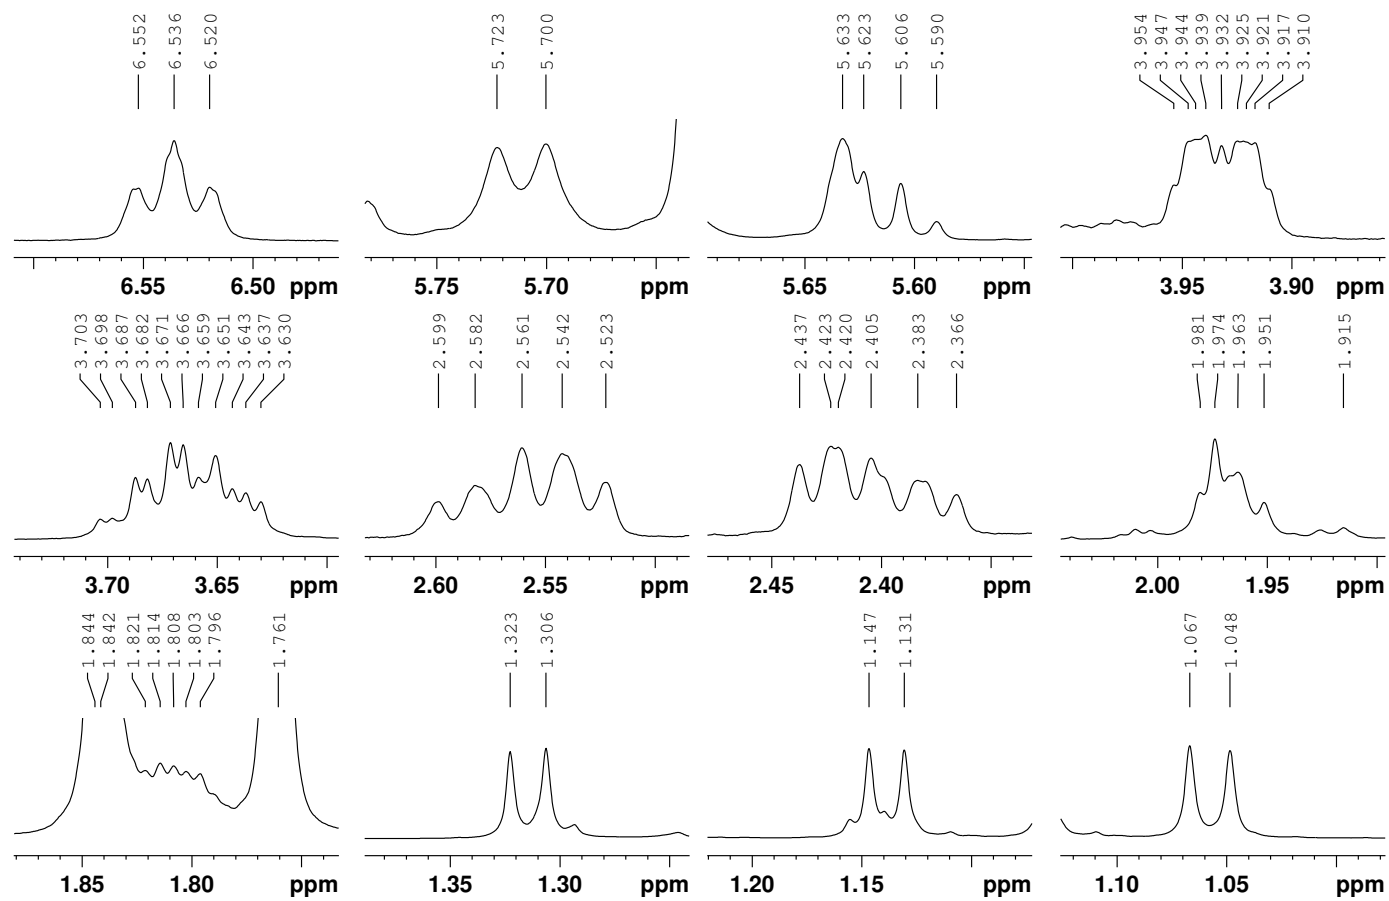 6.552 6.536 6.520
5.723 5.700
5.633 5.623 5.606 5.590
3.954 3.947 3.944 3.939 3.932 3.925 3.921 3.917 3.910
6.55 6.50 ppm
5.75 5.70 ppm
5.65 5.60 ppm
3.95 3.90 ppm
3.703 3.698 3.687 3.682 3.671 3.666 3.659 3.651 3.643 3.637 3.630
2.599 2.582 2.561 2.542 2.523
2.437 2.423 2.420 2.405 2.383 2.366
1.981 1.974 1.963 1.951 1.915
3.70 3.65 ppm
2.60 2.55 ppm
2.45 2.40 ppm
2.00 1.95 ppm
1.844 1.842 1.821 1.814 1.808 1.803 1.796 1.761
1.323 1.306
1.147 1.131
1.067 1.048
1.85 1.80 ppm
1.35 1.30 ppm
1.20 1.15 ppm
1.10 1.05 ppm